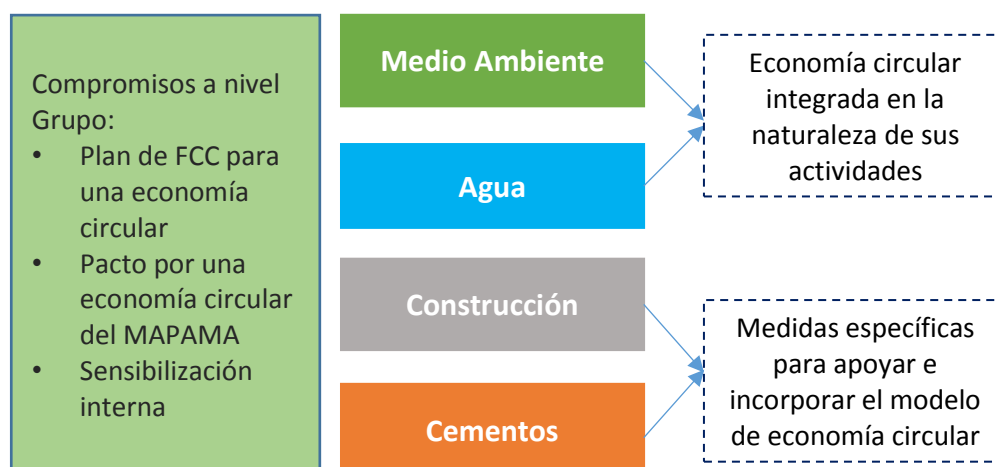 Compromisos a nivel
Grupo:
• Plan de FCC para
una economía
circular
• Pacto por una
economía circular
del MAPAMA
• Sensibilización
interna
Medio Ambiente
Agua
Construcción
Cementos
Economía circular
integrada en la
naturaleza de sus
actividades
Medidas específicas
para apoyar e
incorporar el modelo
de economía circular